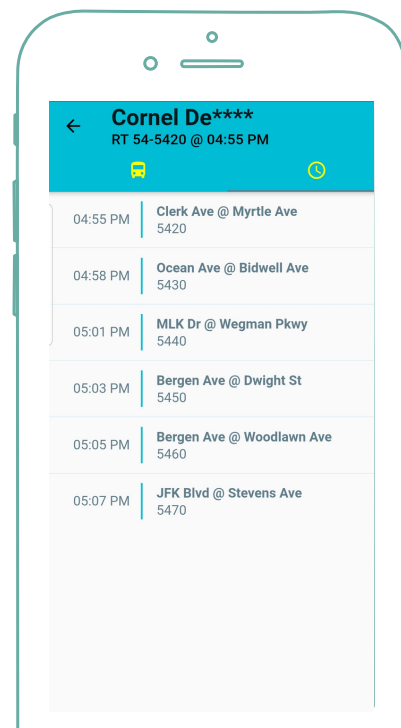 Cornel De****
RT 54-5420 @ 04:55 PM
04:55 PM
Clerk Ave @ Myrtle Ave
5420
04:58 PM
Ocean Ave @ Bidwell Ave
5430
05:01 PM
MLK Dr @ Wegman Pkwy
5440
05:03 PM
Bergen Ave @ Dwight St
5450
05:05 PM
Bergen Ave @ Woodlawn Ave
5460
05:07 PM
JFK Blvd @ Stevens Ave
5470